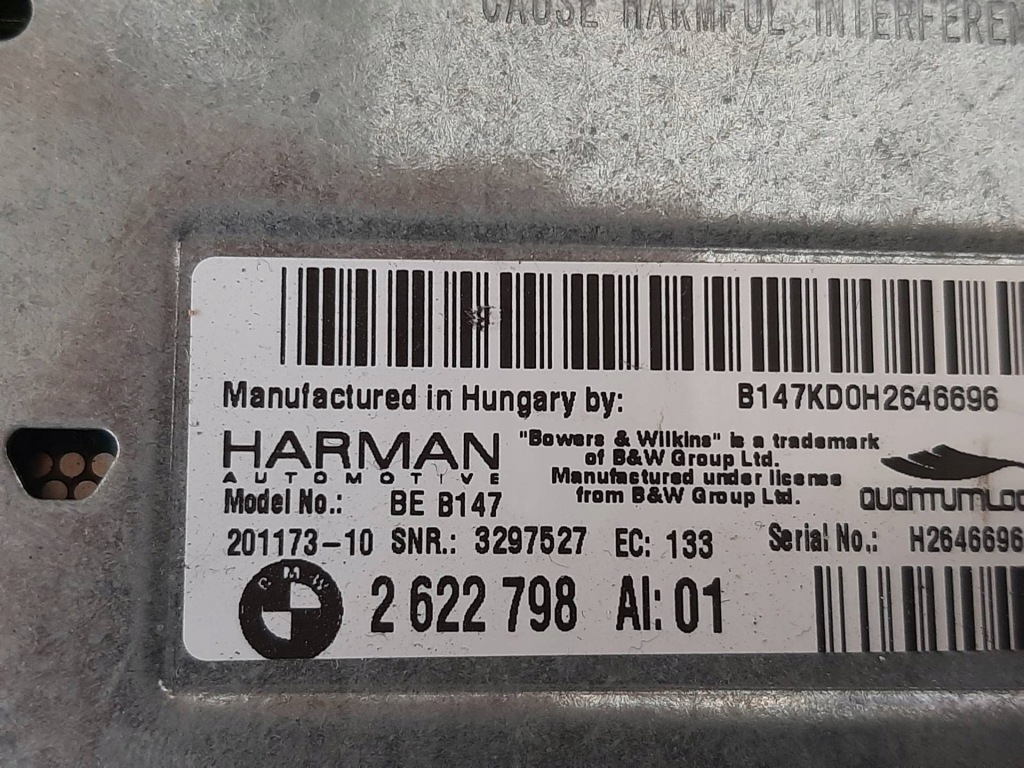 CAUSE HARMFUL INTERFEREN
Manufactured in Hungary by: B147KD0H2646696
HARMAN
AUTOMOTIVE
"Bowers & Wilkins" is a trademark
of B&W Group Ltd.
Manufactured under license
from B&W Group Ltd.
QUANTUMLOG
Model No.: BE B147
201173-10 SNR.: 3297527 EC: 133 Serial No.: H2646696
BMW
2 622 798 AI: 01